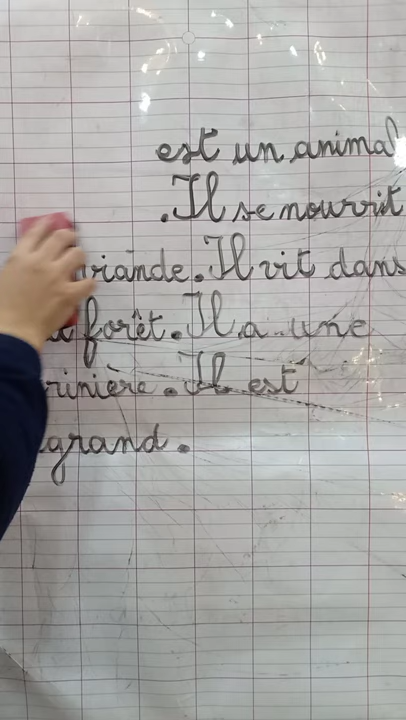 est un animal
. Il se nourrit
viande. Il vit dans
forêt. Il a une
crinière. Il est
grand.